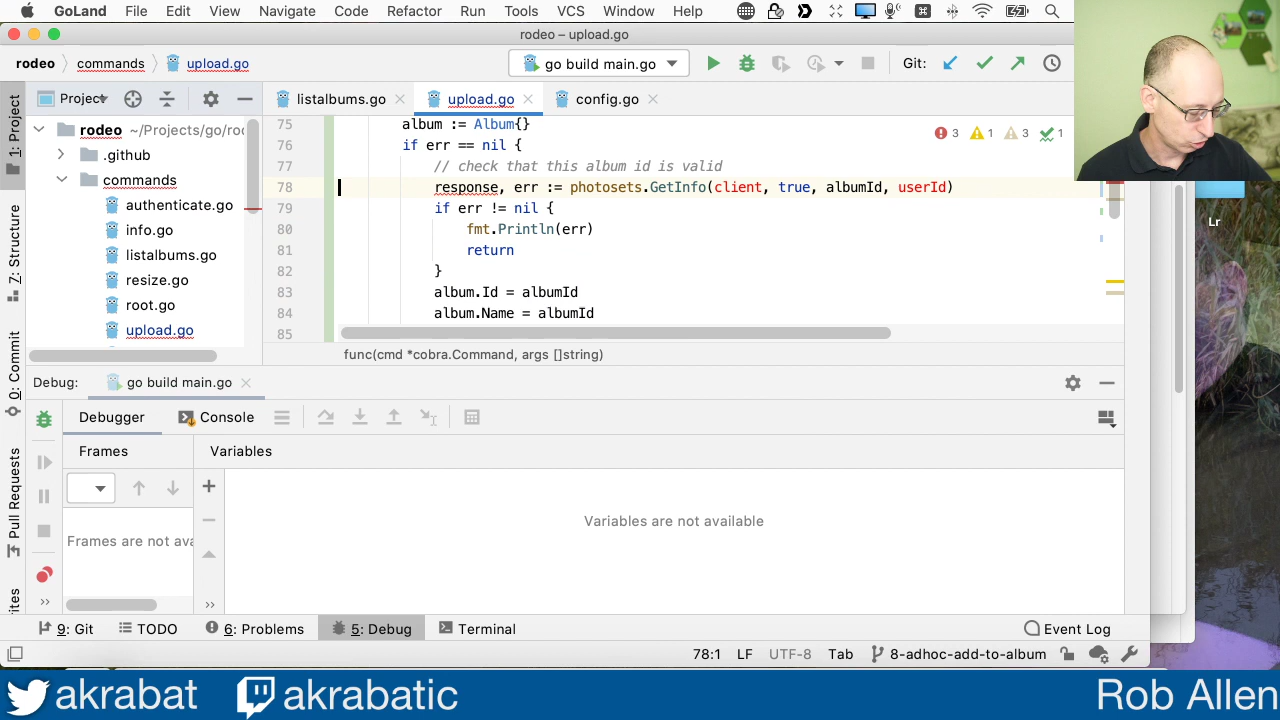 GoLand File Edit View Navigate Code Refactor Run Tools VCS Window Help
rodeo – upload.go
rodeo commands upload.go
go build main.go
Git:
1: Project
7: Structure
0: Commit
Pull Requests
Project
listalbums.go
upload.go
config.go
rodeo ~/Projects/go/ro
.github
commands
authenticate.go
info.go
listalbums.go
resize.go
root.go
upload.go
3 1 3 1
75 album := Album{}
76 if err == nil {
77 // check that this album id is valid
78 response, err := photosets.GetInfo(client, true, albumId, userId)
79 if err != nil {
80 fmt.Println(err)
81 return
82 }
83 album.Id = albumId
84 album.Name = albumId
85
func(cmd *cobra.Command, args []string)
Lr
Debug: go build main.go
Debugger Console
Frames Variables
Frames are not ava
Variables are not available
9: Git TODO 6: Problems 5: Debug Terminal Event Log
78:1 LF UTF-8 Tab 8-adhoc-add-to-album
akrabat akrabatic Rob Allen